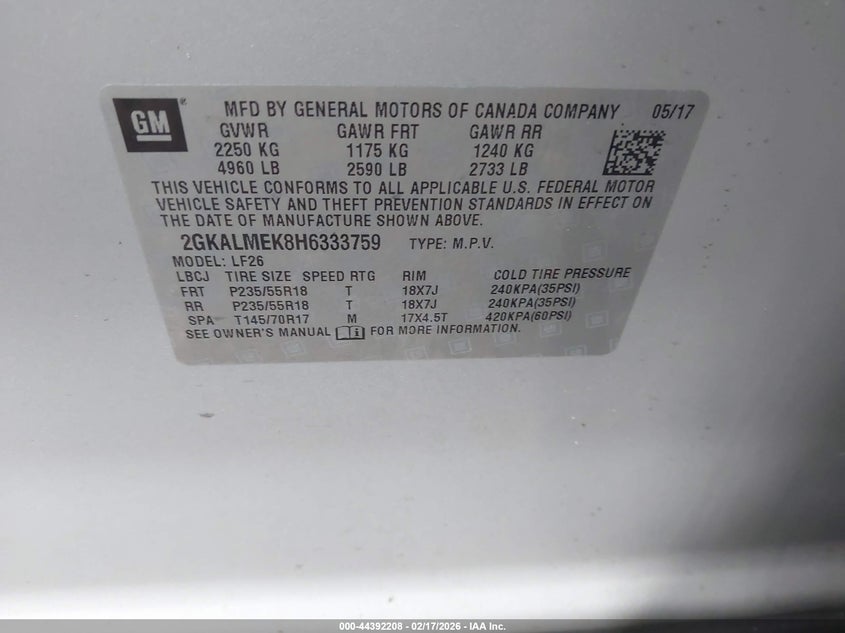 GM ® MFD BY GENERAL MOTORS OF CANADA COMPANY 05/17
GVWR GAWR FRT GAWR RR
2250 KG 1175 KG 1240 KG
4960 LB 2590 LB 2733 LB
THIS VEHICLE CONFORMS TO ALL APPLICABLE U.S. FEDERAL MOTOR
VEHICLE SAFETY AND THEFT PREVENTION STANDARDS IN EFFECT ON
THE DATE OF MANUFACTURE SHOWN ABOVE.
2GKALMEK8H6333759 TYPE: M.P.V.
MODEL: LF26
LBCJ TIRE SIZE SPEED RTG RIM COLD TIRE PRESSURE
FRT P235/55R18 T 18X7J 240KPA(35PSI)
RR P235/55R18 T 18X7J 240KPA(35PSI)
SPA T145/70R17 M 17X4.5T 420KPA(60PSI)
SEE OWNER'S MANUAL FOR MORE INFORMATION.
000-44392208 - 02/17/2026 - IAA Inc.